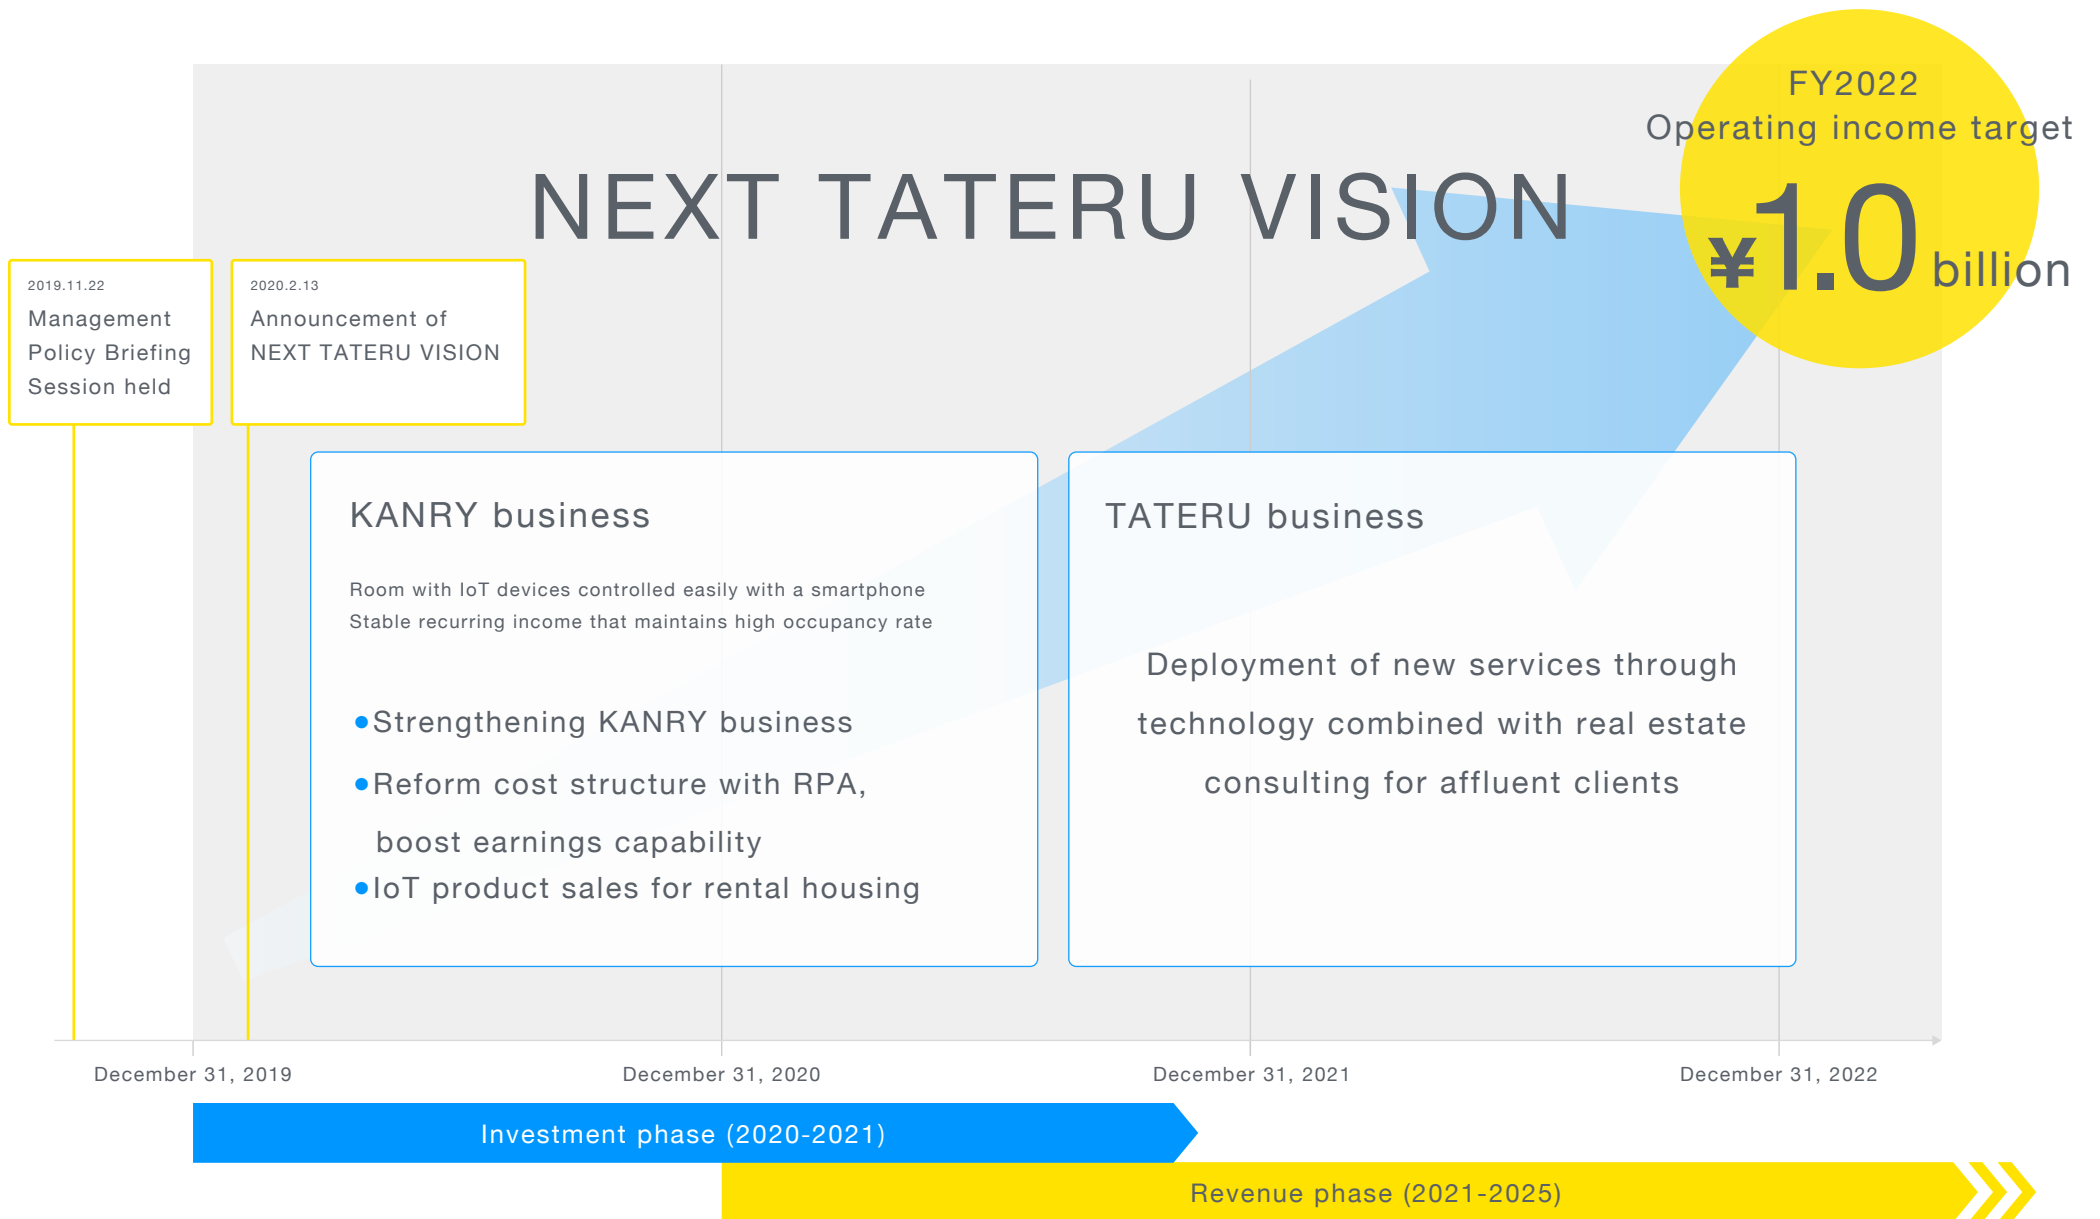 FY2022
Operating income target
¥1.0 billion
NEXT TATERU VISION
2019.11.22
Management
Policy Briefing
Session held
2020.2.13
Announcement of
NEXT TATERU VISION
KANRY business
Room with IoT devices controlled easily with a smartphone
Stable recurring income that maintains high occupancy rate
●Strengthening KANRY business
●Reform cost structure with RPA,
boost earnings capability
●IoT product sales for rental housing
TATERU business
Deployment of new services through
technology combined with real estate
consulting for affluent clients
December 31, 2019
December 31, 2020
December 31, 2021
December 31, 2022
Investment phase (2020-2021)
Revenue phase (2021-2025)